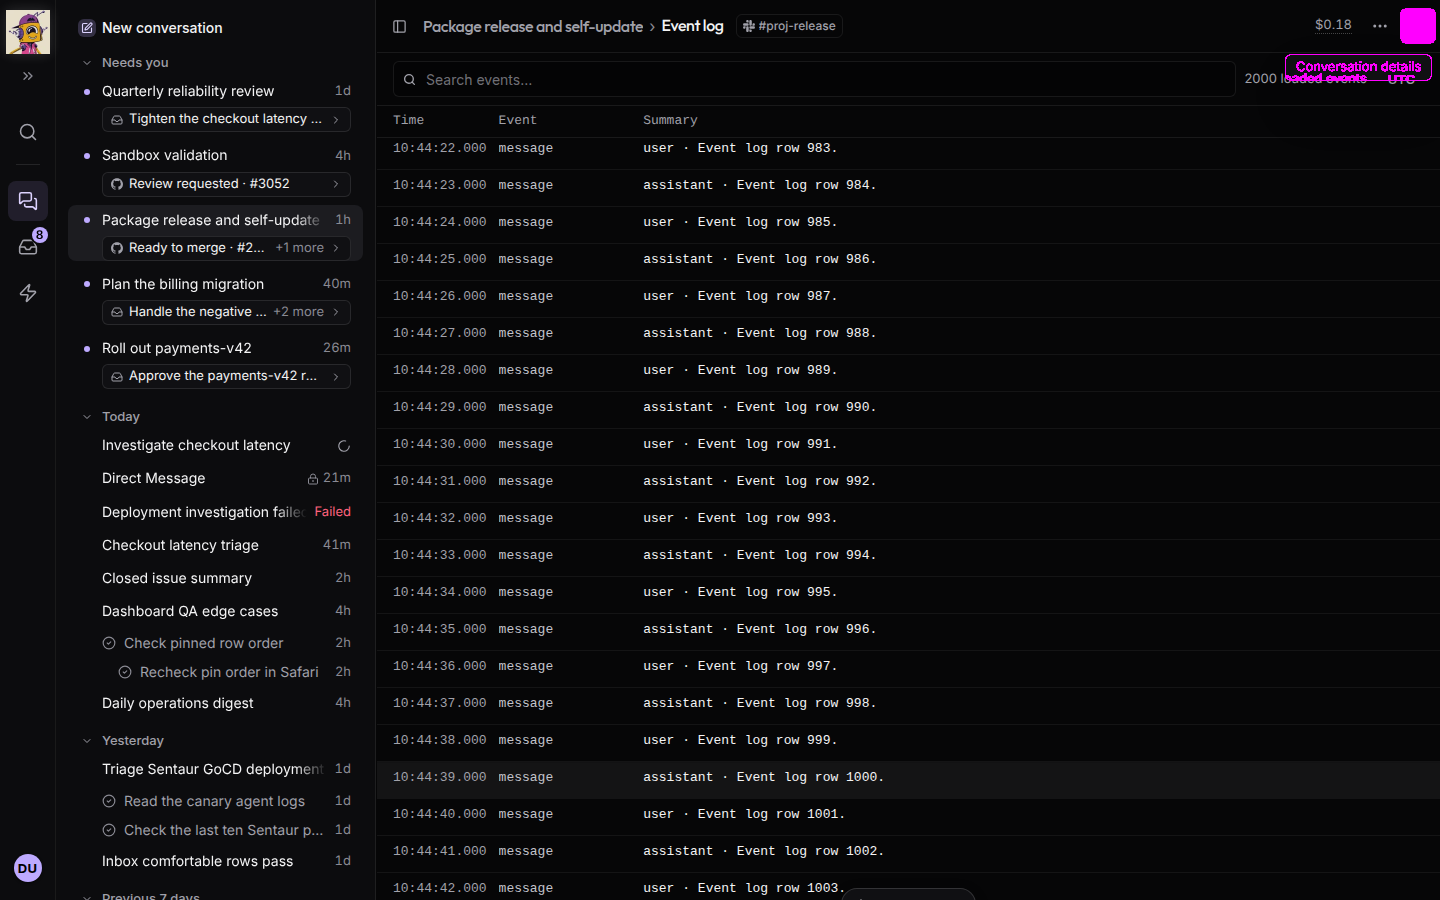 New conversation
Needs you
Quarterly reliability review 1d
Tighten the checkout latency ...
Sandbox validation 4h
Review requested · #3052
Package release and self-update 1h
Ready to merge · #2... +1 more
8
Plan the billing migration 40m
Handle the negative ... +2 more
Roll out payments-v42 26m
Approve the payments-v42 r...
Today
Investigate checkout latency
Direct Message 21m
Deployment investigation failed Failed
Checkout latency triage 41m
Closed issue summary 2h
Dashboard QA edge cases 4h
Check pinned row order 2h
Recheck pin order in Safari 2h
Daily operations digest 4h
Yesterday
Triage Sentaur GoCD deployment 1d
Read the canary agent logs 1d
Check the last ten Sentaur p... 1d
Inbox comfortable rows pass 1d
Previous 7 days
DU
Package release and self-update › Event log #proj-release $0.18
Conversation details
Search events... 2000 loaded events UTC
Time Event Summary
10:44:22.000 message user · Event log row 983.
10:44:23.000 message assistant · Event log row 984.
10:44:24.000 message user · Event log row 985.
10:44:25.000 message assistant · Event log row 986.
10:44:26.000 message user · Event log row 987.
10:44:27.000 message assistant · Event log row 988.
10:44:28.000 message user · Event log row 989.
10:44:29.000 message assistant · Event log row 990.
10:44:30.000 message user · Event log row 991.
10:44:31.000 message assistant · Event log row 992.
10:44:32.000 message user · Event log row 993.
10:44:33.000 message assistant · Event log row 994.
10:44:34.000 message user · Event log row 995.
10:44:35.000 message assistant · Event log row 996.
10:44:36.000 message user · Event log row 997.
10:44:37.000 message assistant · Event log row 998.
10:44:38.000 message user · Event log row 999.
10:44:39.000 message assistant · Event log row 1000.
10:44:40.000 message user · Event log row 1001.
10:44:41.000 message assistant · Event log row 1002.
10:44:42.000 message user · Event log row 1003.